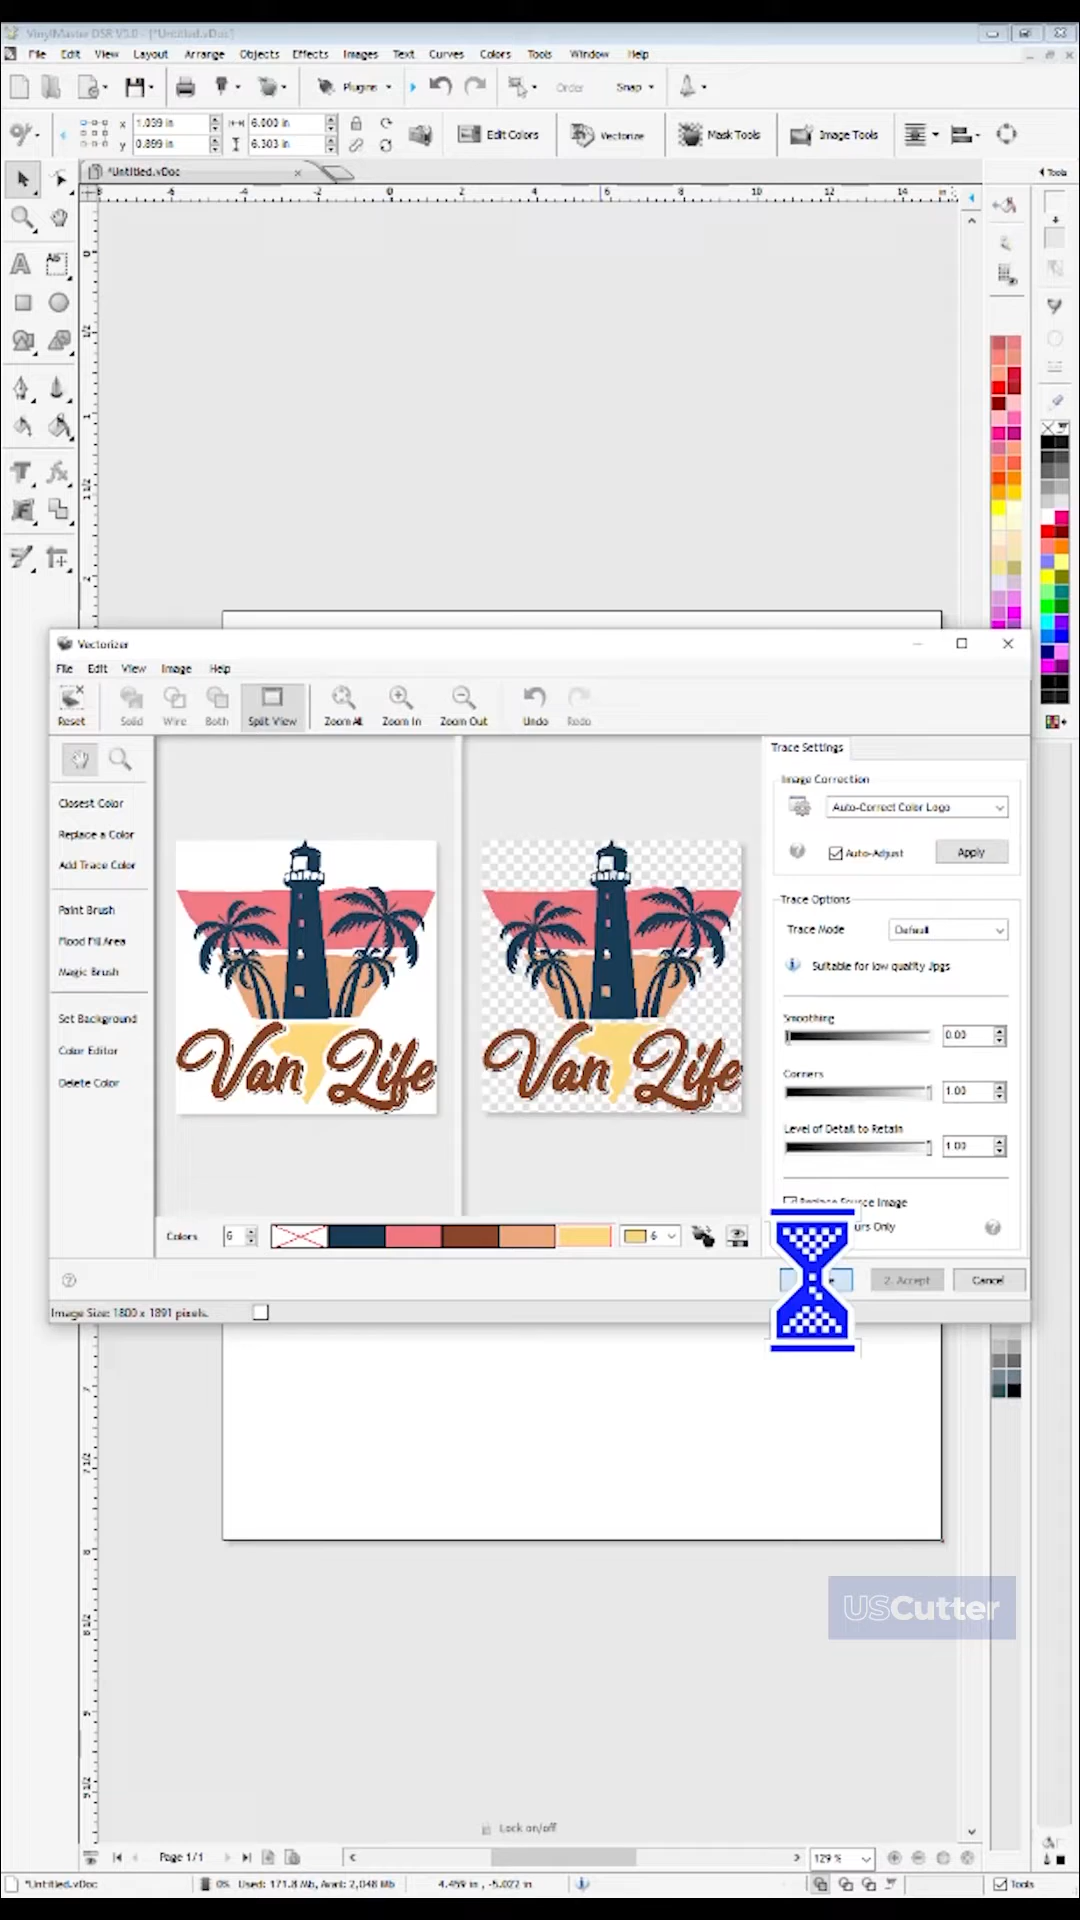 VinylMaster DSR V5.0 - [*Untitled.vDoc]
File Edit View Layout Arrange Objects Effects Images Text Curves Colors Tools Window Help
Plugins Order Snap
x 1.039 in 6.000 in
y 0.899 in 6.303 in
Edit Colors Vectorize Mask Tools Image Tools
*Untitled.vDoc
Tools
Vectorizer
File Edit View Image Help
Reset Solid Wire Both Split View Zoom All Zoom In Zoom Out Undo Redo
Closest Color
Replace a Color
Add Trace Color
Paint Brush
Flood Fill Area
Magic Brush
Set Background
Color Editor
Delete Color
Van Life
Van Life
Trace Settings
Image Correction
Auto-Correct Color Logo
Auto-Adjust Apply
Trace Options
Trace Mode Default
Suitable for low quality Jpgs
Smoothing
0.00
Corners
1.00
Level of Detail to Retain
1.00
Replace Source Image
Colors 6 6
2. Accept Cancel
Image Size: 1800 x 1891 pixels.
USCutter
Lock on/off
Page 1/1 129 %
*Untitled.vDoc 0% Used: 171.8 Mb, Avail: 2,048 Mb 4.459 in , -5.022 in Tools